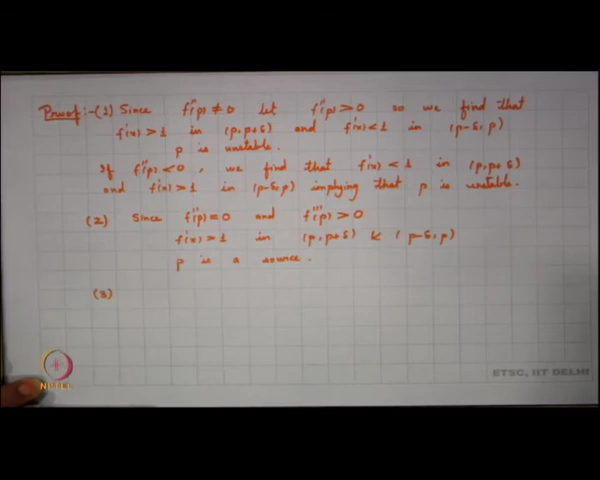 Proof:-(1) Since f''(p) ≠ 0 let f''(p) > 0 so we find that
f'(x) > 1 in (p, p+δ) and f'(x) < 1 in (p-δ, p)
p is unstable.
If f''(p) < 0, we find that f'(x) < 1 in (p, p+δ)
and f'(x) > 1 in (p-δ, p) implying that p is unstable.
(2) Since f''(p) = 0 and f'''(p) > 0
f'(x) > 1 in (p, p+δ) & (p-δ, p)
p is a source.
(3)
NPTEL
ETSC, IIT DELHI